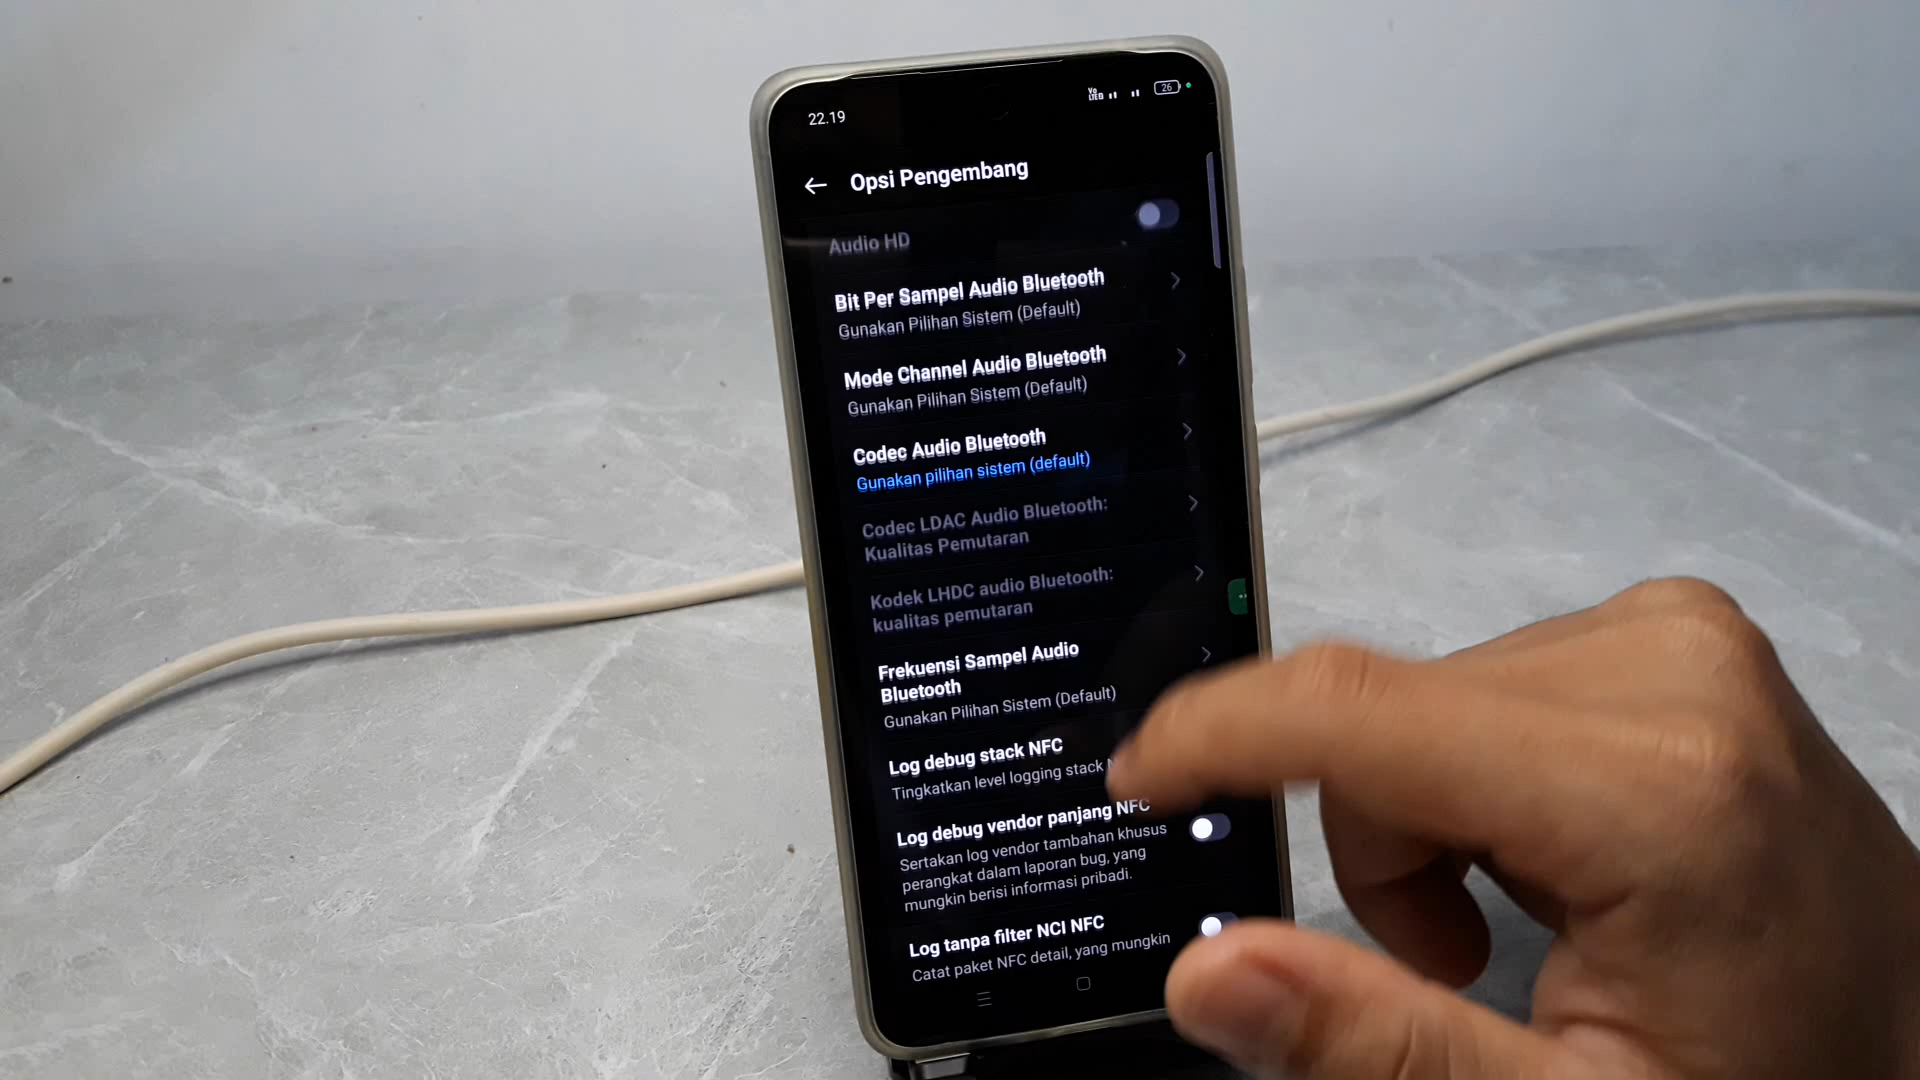 22.19
Vo
LTE
26
Opsi Pengembang
Audio HD
Bit Per Sampel Audio Bluetooth
Gunakan Pilihan Sistem (Default)
Mode Channel Audio Bluetooth
Gunakan Pilihan Sistem (Default)
Codec Audio Bluetooth
Gunakan pilihan sistem (default)
Codec LDAC Audio Bluetooth:
Kualitas Pemutaran
Kodek LHDC audio Bluetooth:
kualitas pemutaran
Frekuensi Sampel Audio
Bluetooth
Gunakan Pilihan Sistem (Default)
Log debug stack NFC
Tingkatkan level logging stack
Log debug vendor panjang NFC
Sertakan log vendor tambahan khusus
perangkat dalam laporan bug, yang
mungkin berisi informasi pribadi.
Log tanpa filter NCI NFC
Catat paket NFC detail, yang mungkin